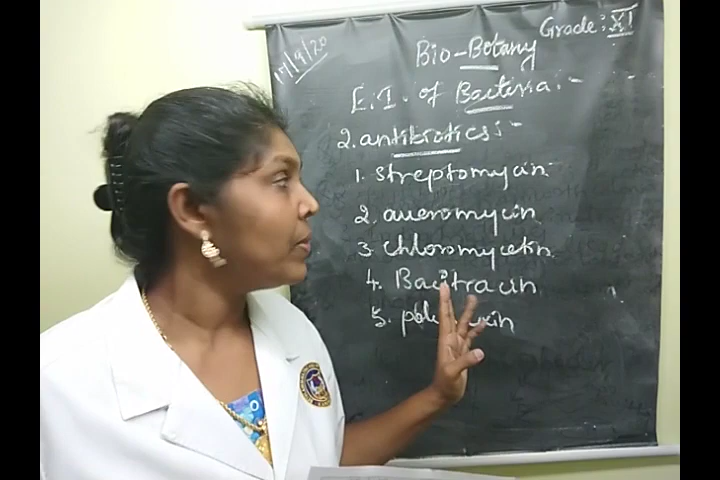 17/9/20
Grade: XI
Bio-Botany
E.I. of Bacteria:-
2. antibiotics:-
1. streptomycin
2. aueromycin
3. chloromycetin
4. Bacitracin
5.